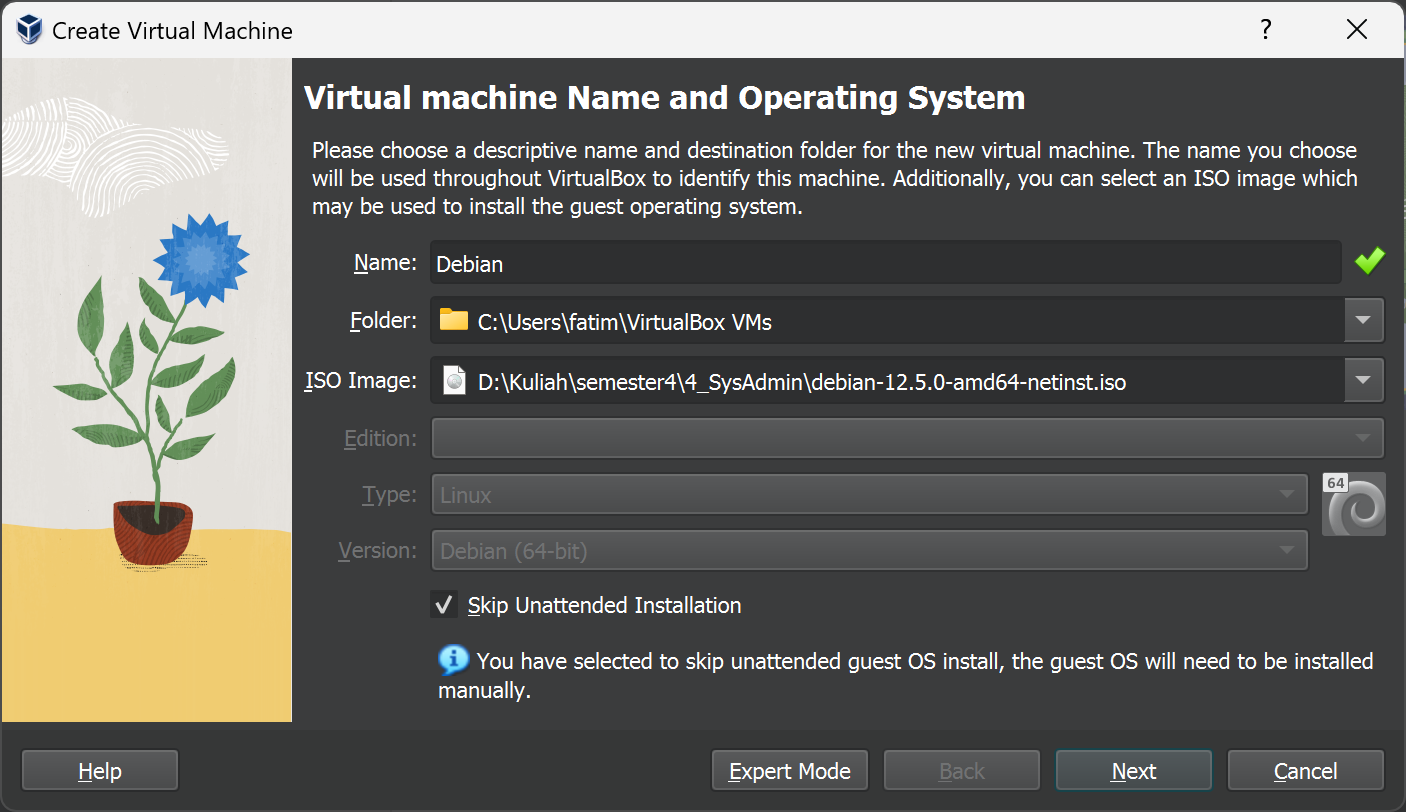 Create Virtual Machine
?
Virtual machine Name and Operating System
Please choose a descriptive name and destination folder for the new virtual machine. The name you choose
will be used throughout VirtualBox to identify this machine. Additionally, you can select an ISO image which
may be used to install the guest operating system.
Name: Debian
Folder: C:\Users\fatim\VirtualBox VMs
ISO Image: D:\Kuliah\semester4\4_SysAdmin\debian-12.5.0-amd64-netinst.iso
Edition:
Type: Linux
64
Version: Debian (64-bit)
Skip Unattended Installation
You have selected to skip unattended guest OS install, the guest OS will need to be installed
manually.
Help Expert Mode Back Next Cancel